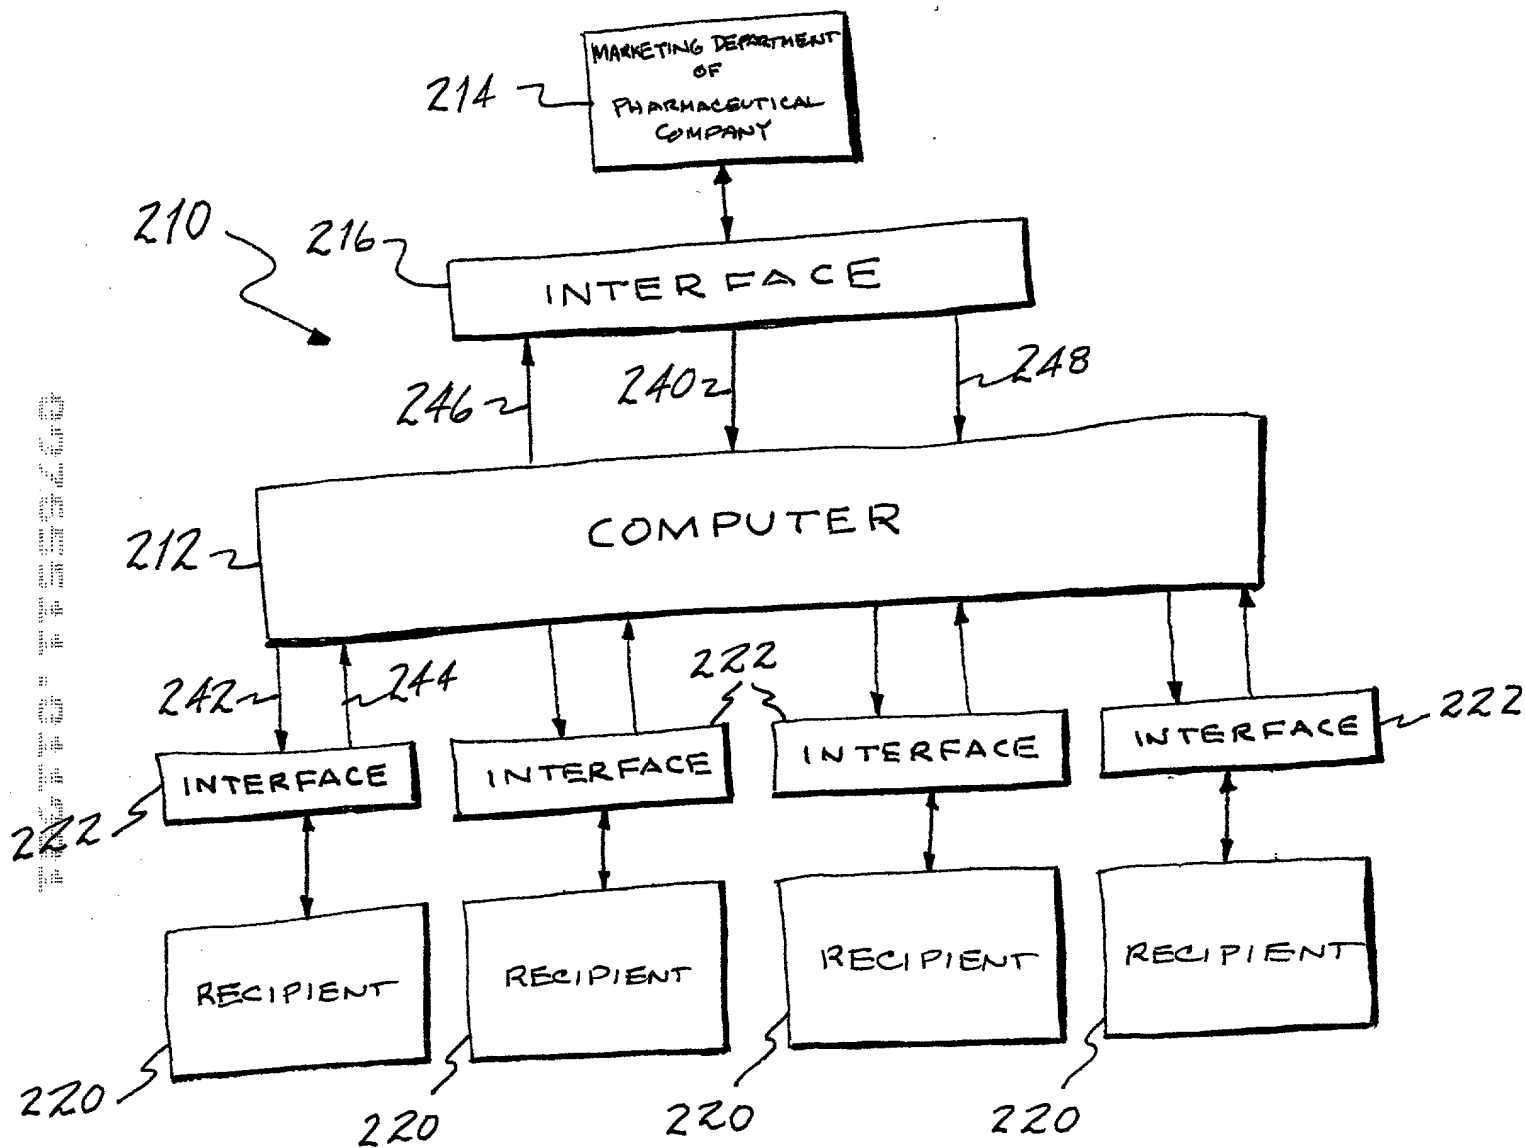 MARKETING DEPARTMENT
OF
PHARMACEUTICAL
COMPANY
214
210
216
INTERFACE
246
240
248
COMPUTER
212
242
244
222
222
INTERFACE
INTERFACE
INTERFACE
INTERFACE
222
RECIPIENT
RECIPIENT
RECIPIENT
RECIPIENT
220
220
220
220